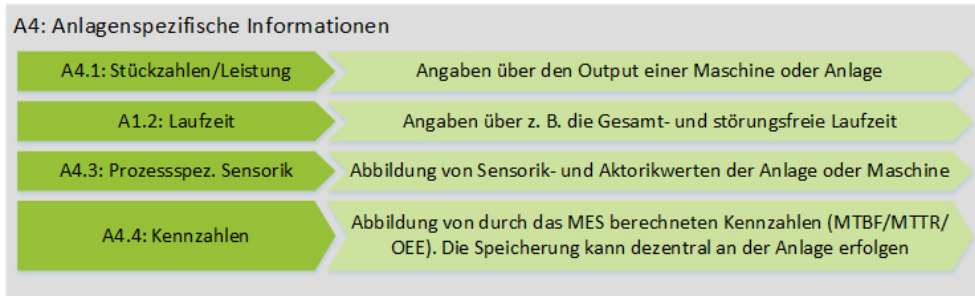 A4: Anlagenspezifische Informationen
A4.1: Stückzahlen/Leistung
Angaben über den Output einer Maschine oder Anlage
A1.2: Laufzeit
Angaben über z. B. die Gesamt- und störungsfreie Laufzeit
A4.3: Prozessspez. Sensorik
Abbildung von Sensorik- und Aktorikwerten der Anlage oder Maschine
A4.4: Kennzahlen
Abbildung von durch das MES berechneten Kennzahlen (MTBF/MTTR/
OEE). Die Speicherung kann dezentral an der Anlage erfolgen